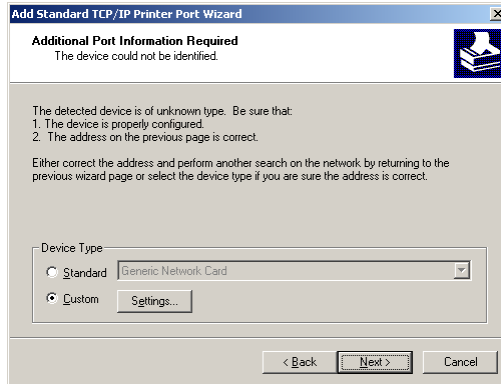 Add Standard TCP/IP Printer Port Wizard
Additional Port Information Required
The device could not be identified.
The detected device is of unknown type. Be sure that:
1. The device is properly configured.
2. The address on the previous page is correct.
Either correct the address and perform another search on the network by returning to the
previous wizard page or select the device type if you are sure the address is correct.
Device Type
Standard Generic Network Card
Custom Settings...
< Back Next > Cancel